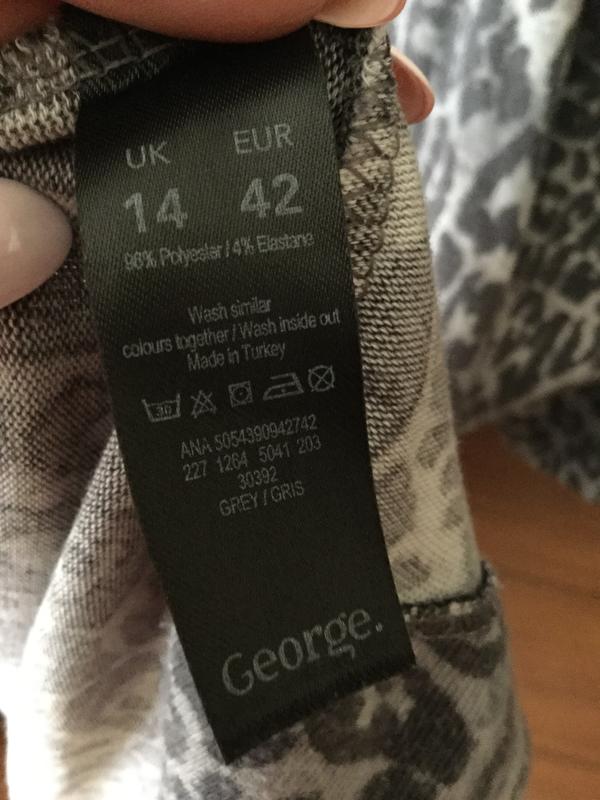 UK EUR
14 42
96% Polyester / 4% Elastane
Wash similar
colours together / Wash inside out
Made in Turkey
30
ANA 5054390942742
227 1264 5041 203
30392
GREY / GRIS
George.